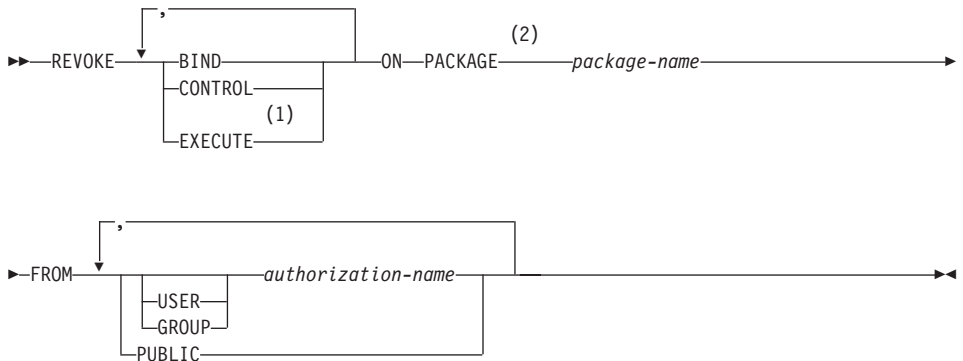 ,
(2)
REVOKE BIND ON PACKAGE package-name
CONTROL
(1)
EXECUTE
,
FROM authorization-name
USER
GROUP
PUBLIC